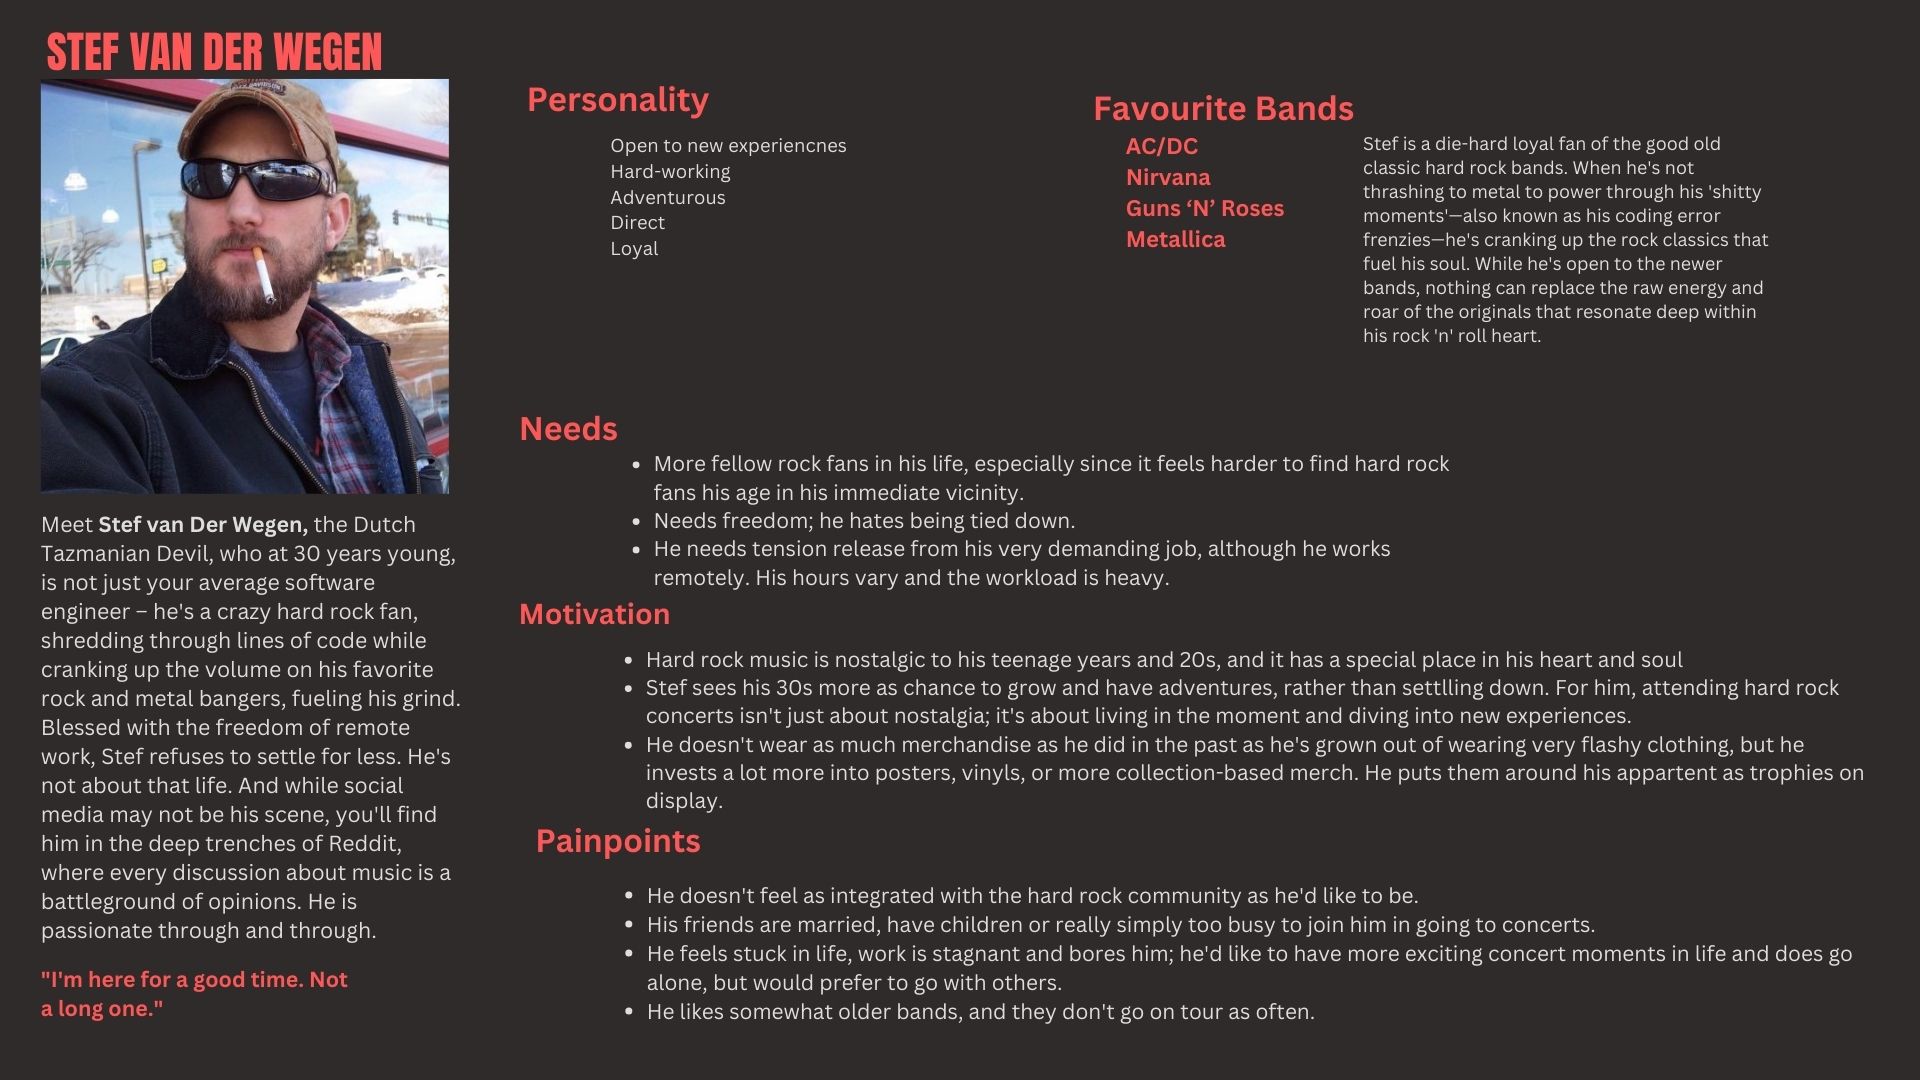 STEF VAN DER WEGEN
Meet Stef van Der Wegen, the Dutch
Tazmanian Devil, who at 30 years young,
is not just your average software
engineer – he's a crazy hard rock fan,
shredding through lines of code while
cranking up the volume on his favorite
rock and metal bangers, fueling his grind.
Blessed with the freedom of remote
work, Stef refuses to settle for less. He's
not about that life. And while social
media may not be his scene, you'll find
him in the deep trenches of Reddit,
where every discussion about music is a
battleground of opinions. He is
passionate through and through.
"I'm here for a good time. Not
a long one."
Personality
Open to new experiencnes
Hard-working
Adventurous
Direct
Loyal
Favourite Bands
AC/DC
Nirvana
Guns ‘N’ Roses
Metallica
Stef is a die-hard loyal fan of the good old
classic hard rock bands. When he's not
thrashing to metal to power through his 'shitty
moments'—also known as his coding error
frenzies—he's cranking up the rock classics that
fuel his soul. While he's open to the newer
bands, nothing can replace the raw energy and
roar of the originals that resonate deep within
his rock 'n' roll heart.
Needs
• More fellow rock fans in his life, especially since it feels harder to find hard rock
fans his age in his immediate vicinity.
• Needs freedom; he hates being tied down.
• He needs tension release from his very demanding job, although he works
remotely. His hours vary and the workload is heavy.
Motivation
• Hard rock music is nostalgic to his teenage years and 20s, and it has a special place in his heart and soul
• Stef sees his 30s more as chance to grow and have adventures, rather than settlling down. For him, attending hard rock
concerts isn't just about nostalgia; it's about living in the moment and diving into new experiences.
• He doesn't wear as much merchandise as he did in the past as he's grown out of wearing very flashy clothing, but he
invests a lot more into posters, vinyls, or more collection-based merch. He puts them around his appartent as trophies on
display.
Painpoints
• He doesn't feel as integrated with the hard rock community as he'd like to be.
• His friends are married, have children or really simply too busy to join him in going to concerts.
• He feels stuck in life, work is stagnant and bores him; he'd like to have more exciting concert moments in life and does go
alone, but would prefer to go with others.
• He likes somewhat older bands, and they don't go on tour as often.